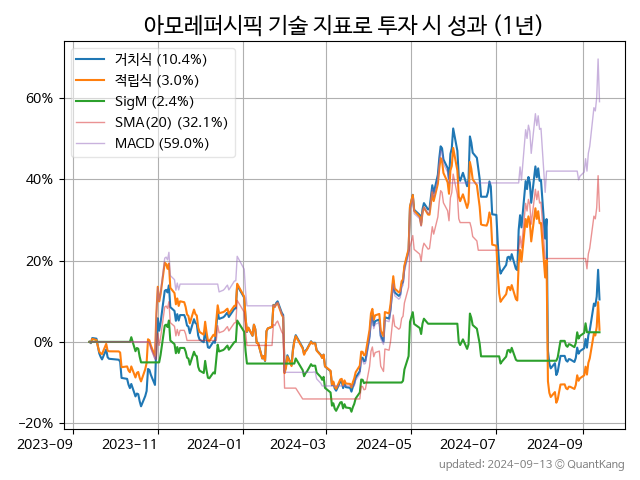 아모레퍼시픽 기술 지표로 투자 시 성과 (1년)
거치식 (10.4%)
적립식 (3.0%)
SigM (2.4%)
SMA(20) (32.1%)
MACD (59.0%)
60%
40%
20%
0%
−20%
2023-09 2023-11 2024-01 2024-03 2024-05 2024-07 2024-09
updated: 2024-09-13 © QuantKang